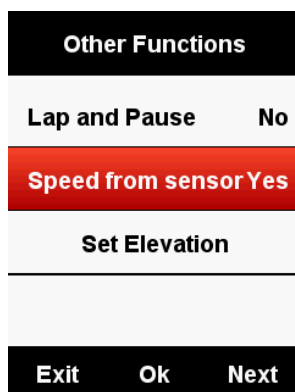 Other Functions
Lap and Pause No
Speed from sensor Yes
Set Elevation
Exit Ok Next